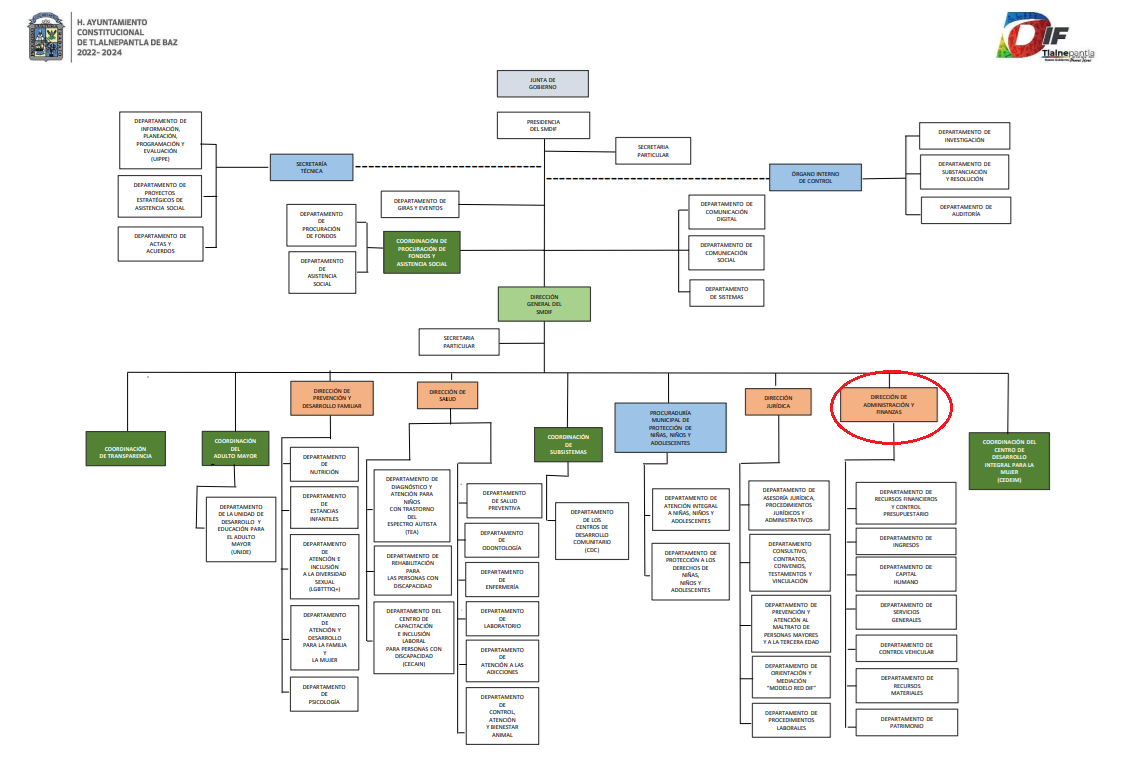 H. AYUNTAMIENTO
CONSTITUCIONAL
DE TLALNEPANTLA DE BAZ
2022- 2024
DIF
Tlalnepantla
JUNTA DE
GOBIERNO
PRESIDENCIA
DEL SMDIF
SECRETARIA
PARTICULAR
DEPARTAMENTO DE
INFORMACIÓN,
PLANEACIÓN,
PROGRAMACIÓN Y
EVALUACIÓN
(UIPPE)
SECRETARÍA
TÉCNICA
DEPARTAMENTO DE
PROYECTOS
ESTRATÉGICOS DE
ASISTENCIA SOCIAL
DEPARTAMENTO DE
ACTAS Y
ACUERDOS
ÓRGANO INTERNO
DE CONTROL
DEPARTAMENTO DE
INVESTIGACIÓN
DEPARTAMENTO DE
SUBSTANCIACIÓN
Y RESOLUCIÓN
DEPARTAMENTO DE
AUDITORÍA
DEPARTAMENTO DE
GIRAS Y EVENTOS
DEPARTAMENTO
DE
PROCURACIÓN
DE FONDOS
DEPARTAMENTO
DE
ASISTENCIA
SOCIAL
COORDINACIÓN DE
PROCURACIÓN DE
FONDOS Y
ASISTENCIA SOCIAL
DEPARTAMENTO DE
COMUNICACIÓN
DIGITAL
DEPARTAMENTO DE
COMUNICACIÓN
SOCIAL
DEPARTAMENTO
DE SISTEMAS
DIRECCIÓN
GENERAL DEL
SMDIF
SECRETARIA
PARTICULAR
COORDINACIÓN
DE TRANSPARENCIA
COORDINACIÓN
DEL
ADULTO MAYOR
DEPARTAMENTO
DE LA UNIDAD DE
DESARROLLO Y
EDUCACIÓN PARA
EL ADULTO
MAYOR
(UNIDE)
DIRECCIÓN DE
PREVENCIÓN Y
DESARROLLO FAMILIAR
DEPARTAMENTO
DE
NUTRICIÓN
DEPARTAMENTO
DE
ESTANCIAS
INFANTILES
DEPARTAMENTO
DE
ATENCIÓN E
INCLUSIÓN
A LA DIVERSIDAD
SEXUAL
(LGBTTTIQ+)
DEPARTAMENTO
DE
ATENCIÓN Y
DESARROLLO
PARA LA FAMILIA
Y
LA MUJER
DEPARTAMENTO
DE
PSICOLOGÍA
DIRECCIÓN DE
SALUD
DEPARTAMENTO DE
DIAGNÓSTICO Y
ATENCIÓN PARA
NIÑOS
CON TRASTORNO
DEL
ESPECTRO AUTISTA
(TEA)
DEPARTAMENTO DE
REHABILITACIÓN
PARA
LAS PERSONAS CON
DISCAPACIDAD
DEPARTAMENTO DEL
CENTRO DE
CAPACITACIÓN
E INCLUSIÓN
LABORAL
PARA PERSONAS CON
DISCAPACIDAD
(CECAIN)
DEPARTAMENTO
DE SALUD
PREVENTIVA
DEPARTAMENTO
DE
ODONTOLOGÍA
DEPARTAMENTO
DE
ENFERMERÍA
DEPARTAMENTO
DE
LABORATORIO
DEPARTAMENTO
DE
ATENCIÓN A LAS
ADICCIONES
DEPARTAMENTO
DE
CONTROL,
ATENCIÓN
Y BIENESTAR
ANIMAL
COORDINACIÓN
DE
SUBSISTEMAS
DEPARTAMENTO
DE LOS
CENTROS DE
DESARROLLO
COMUNITARIO
(CDC)
PROCURADURÍA
MUNICIPAL DE
PROTECCIÓN DE
NIÑAS, NIÑOS Y
ADOLESCENTES
DEPARTAMENTO DE
ATENCIÓN INTEGRAL
A NIÑAS, NIÑOS Y
ADOLESCENTES
DEPARTAMENTO DE
PROTECCIÓN A LOS
DERECHOS DE
NIÑAS,
NIÑOS Y
ADOLESCENTES
DIRECCIÓN
JURÍDICA
DEPARTAMENTO DE
ASESORÍA JURÍDICA,
PROCEDIMIENTOS
JURÍDICOS Y
ADMINISTRATIVOS
DEPARTAMENTO
CONSULTIVO,
CONTRATOS,
CONVENIOS,
TESTAMENTOS Y
VINCULACIÓN
DEPARTAMENTO DE
PREVENCIÓN Y
ATENCIÓN AL
MALTRATO DE
PERSONAS MAYORES
Y A LA TERCERA EDAD
DEPARTAMENTO DE
ORIENTACIÓN Y
MEDIACIÓN
"MODELO RED DIF"
DEPARTAMENTO DE
PROCEDIMIENTOS
LABORALES
DIRECCIÓN DE
ADMINISTRACIÓN Y
FINANZAS
DEPARTAMENTO DE
RECURSOS FINANCIEROS
Y CONTROL
PRESUPUESTARIO
DEPARTAMENTO DE
INGRESOS
DEPARTAMENTO DE
CAPITAL
HUMANO
DEPARTAMENTO DE
SERVICIOS
GENERALES
DEPARTAMENTO DE
CONTROL VEHICULAR
DEPARTAMENTO DE
RECURSOS
MATERIALES
DEPARTAMENTO DE
PATRIMONIO
COORDINACIÓN DEL
CENTRO DE
DESARROLLO
INTEGRAL PARA LA
MUJER
(CEDEIM)